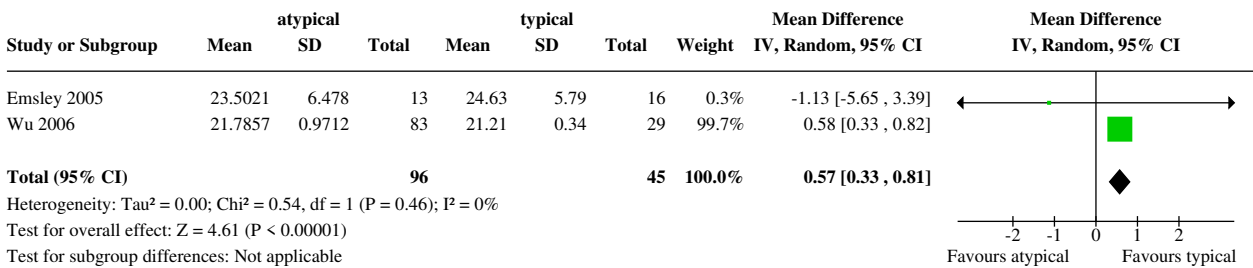 atypical typical Mean Difference Mean Difference
Study or Subgroup Mean SD Total Mean SD Total Weight IV, Random, 95% CI IV, Random, 95% CI
Emsley 2005 23.5021 6.478 13 24.63 5.79 16 0.3% -1.13 [-5.65 , 3.39]
Wu 2006 21.7857 0.9712 83 21.21 0.34 29 99.7% 0.58 [0.33 , 0.82]
Total (95% CI) 96 45 100.0% 0.57 [0.33 , 0.81]
Heterogeneity: Tau² = 0.00; Chi² = 0.54, df = 1 (P = 0.46); I² = 0%
Test for overall effect: Z = 4.61 (P < 0.00001) -2 -1 0 1 2
Test for subgroup differences: Not applicable Favours atypical Favours typical